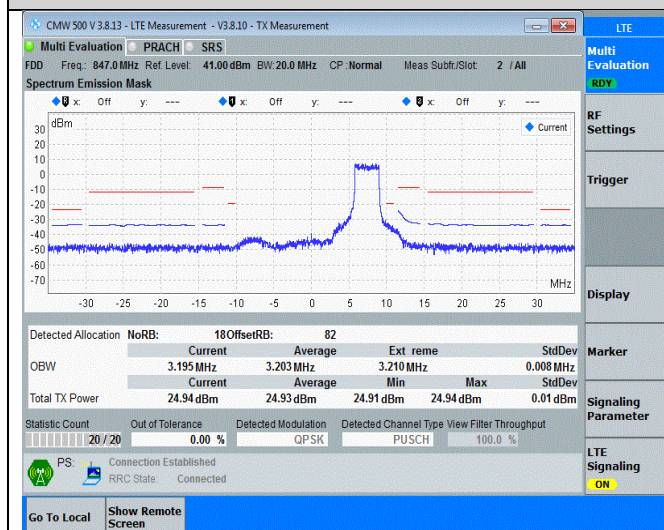 CMW 500 V 3.8.13 - LTE Measurement - V3.8.10 - TX Measurement
LTE
Multi Evaluation PRACH SRS
Multi Evaluation
RDY
FDD Freq.: 847.0 MHz Ref. Level: 41.00 dBm BW: 20.0 MHz CP :Normal Meas Subfr./Slot: 2 / All
Spectrum Emission Mask
0 x: Off y: --- 1 x: Off y: --- x: Off y: ---
dBm
Current
30
20
10
0
-10
-20
-30
-40
-50
-60
-70
MHz
-30 -25 -20 -15 -10 -5 0 5 10 15 20 25 30
RF Settings
Trigger
Display
Marker
Signaling Parameter
LTE Signaling
ON
Detected Allocation NoRB: 18 OffsetRB: 82
Current Average Ext reme StdDev
OBW 3.195 MHz 3.203 MHz 3.210 MHz 0.008 MHz
Current Average Min Max StdDev
Total TX Power 24.94 dBm 24.93 dBm 24.91 dBm 24.94 dBm 0.01 dBm
Statistic Count Out of Tolerance Detected Modulation Detected Channel Type View Filter Throughput
20 / 20 0.00 % QPSK PUSCH 100.0 %
PS: Connection Established
RRC State: Connected
Go To Local
Show Remote Screen